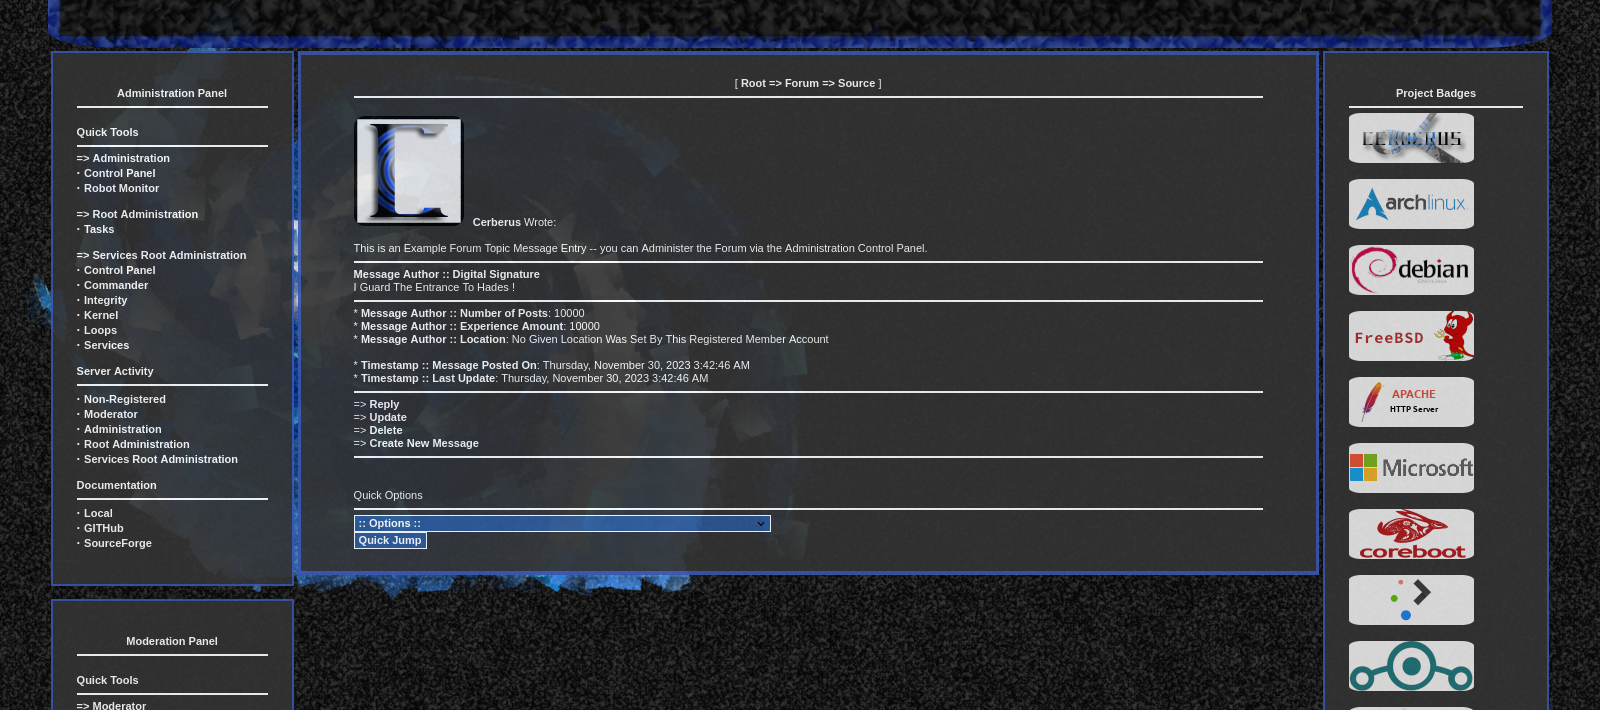 Administration Panel
Quick Tools
=> Administration
· Control Panel
· Robot Monitor
=> Root Administration
· Tasks
=> Services Root Administration
· Control Panel
· Commander
· Integrity
· Kernel
· Loops
· Services
Server Activity
· Non-Registered
· Moderator
· Administration
· Root Administration
· Services Root Administration
Documentation
· Local
· GITHub
· SourceForge
Moderation Panel
Quick Tools
=> Moderator
[ Root => Forum => Source ]
Cerberus Wrote:
This is an Example Forum Topic Message Entry -- you can Administer the Forum via the Administration Control Panel.
Message Author :: Digital Signature
I Guard The Entrance To Hades !
* Message Author :: Number of Posts: 10000
* Message Author :: Experience Amount: 10000
* Message Author :: Location: No Given Location Was Set By This Registered Member Account
* Timestamp :: Message Posted On: Thursday, November 30, 2023 3:42:46 AM
* Timestamp :: Last Update: Thursday, November 30, 2023 3:42:46 AM
=> Reply
=> Update
=> Delete
=> Create New Message
Quick Options
:: Options ::
Quick Jump
Project Badges
CERBERUS
archlinux
debian
FreeBSD
APACHE
HTTP Server
Microsoft
coreboot